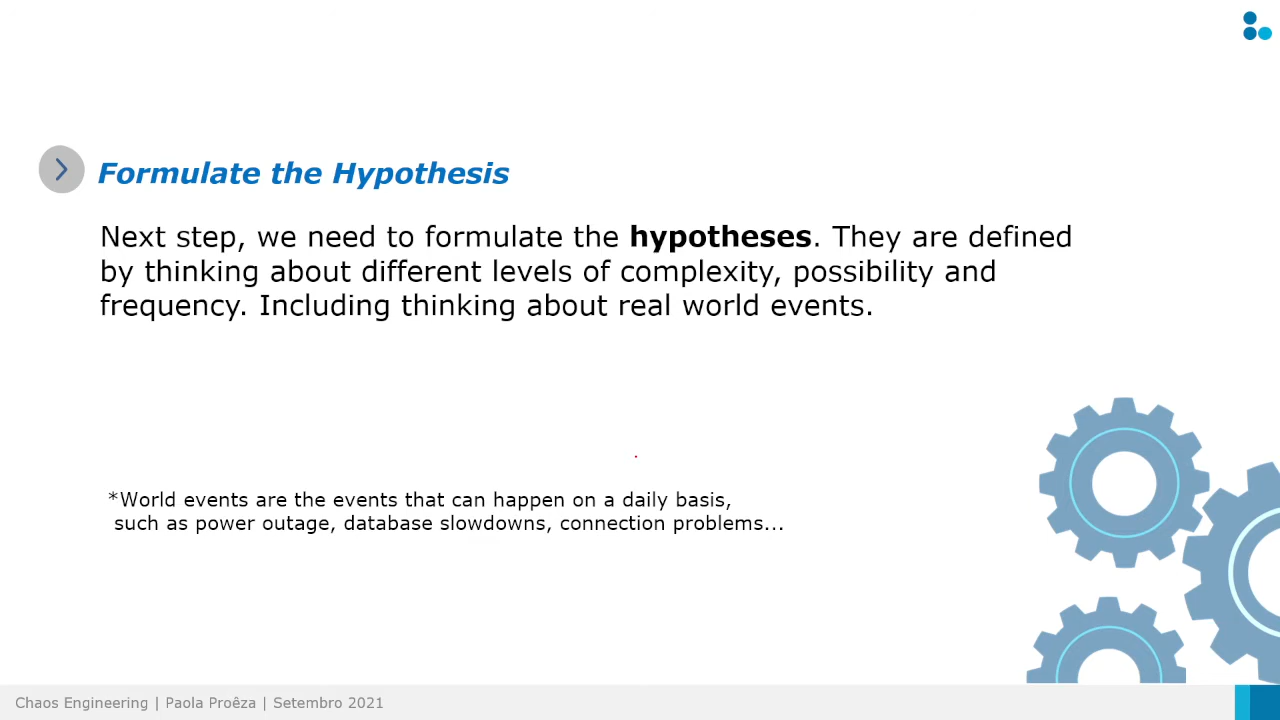 Formulate the Hypothesis
Next step, we need to formulate the hypotheses. They are defined
by thinking about different levels of complexity, possibility and
frequency. Including thinking about real world events.
*World events are the events that can happen on a daily basis,
such as power outage, database slowdowns, connection problems...
Chaos Engineering | Paola Proêza | Setembro 2021